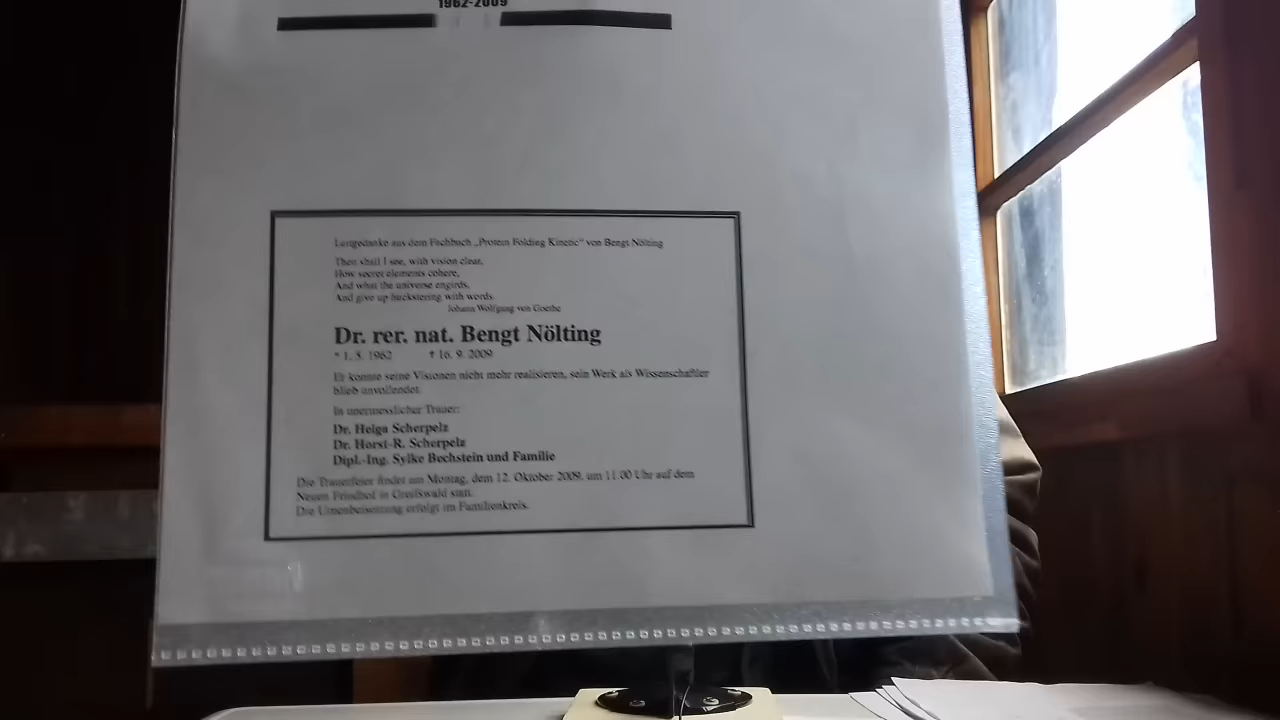 1962-2009
Leitgedanke aus dem Fachbuch „Protein Folding Kinetic“ von Bengt Nölting
Then shall I see, with vision clear,
How secret elements cohere,
And what the universe engirds,
And give up huckstering with words
Johann Wolfgang von Goethe
Dr. rer. nat. Bengt Nölting
* 1. 5. 1962 † 16. 9. 2009
Er konnte seine Visionen nicht mehr realisieren, sein Werk als Wissenschaftler
blieb unvollendet.
In unermesslicher Trauer:
Dr. Helga Scherpelz
Dr. Horst-R. Scherpelz
Dipl.-Ing. Sylke Bechstein und Familie
Die Trauerfeier findet am Montag, dem 12. Oktober 2009, um 11.00 Uhr auf dem
Neuen Friedhof in Greifswald statt.
Die Urnenbeisetzung erfolgt im Familienkreis.